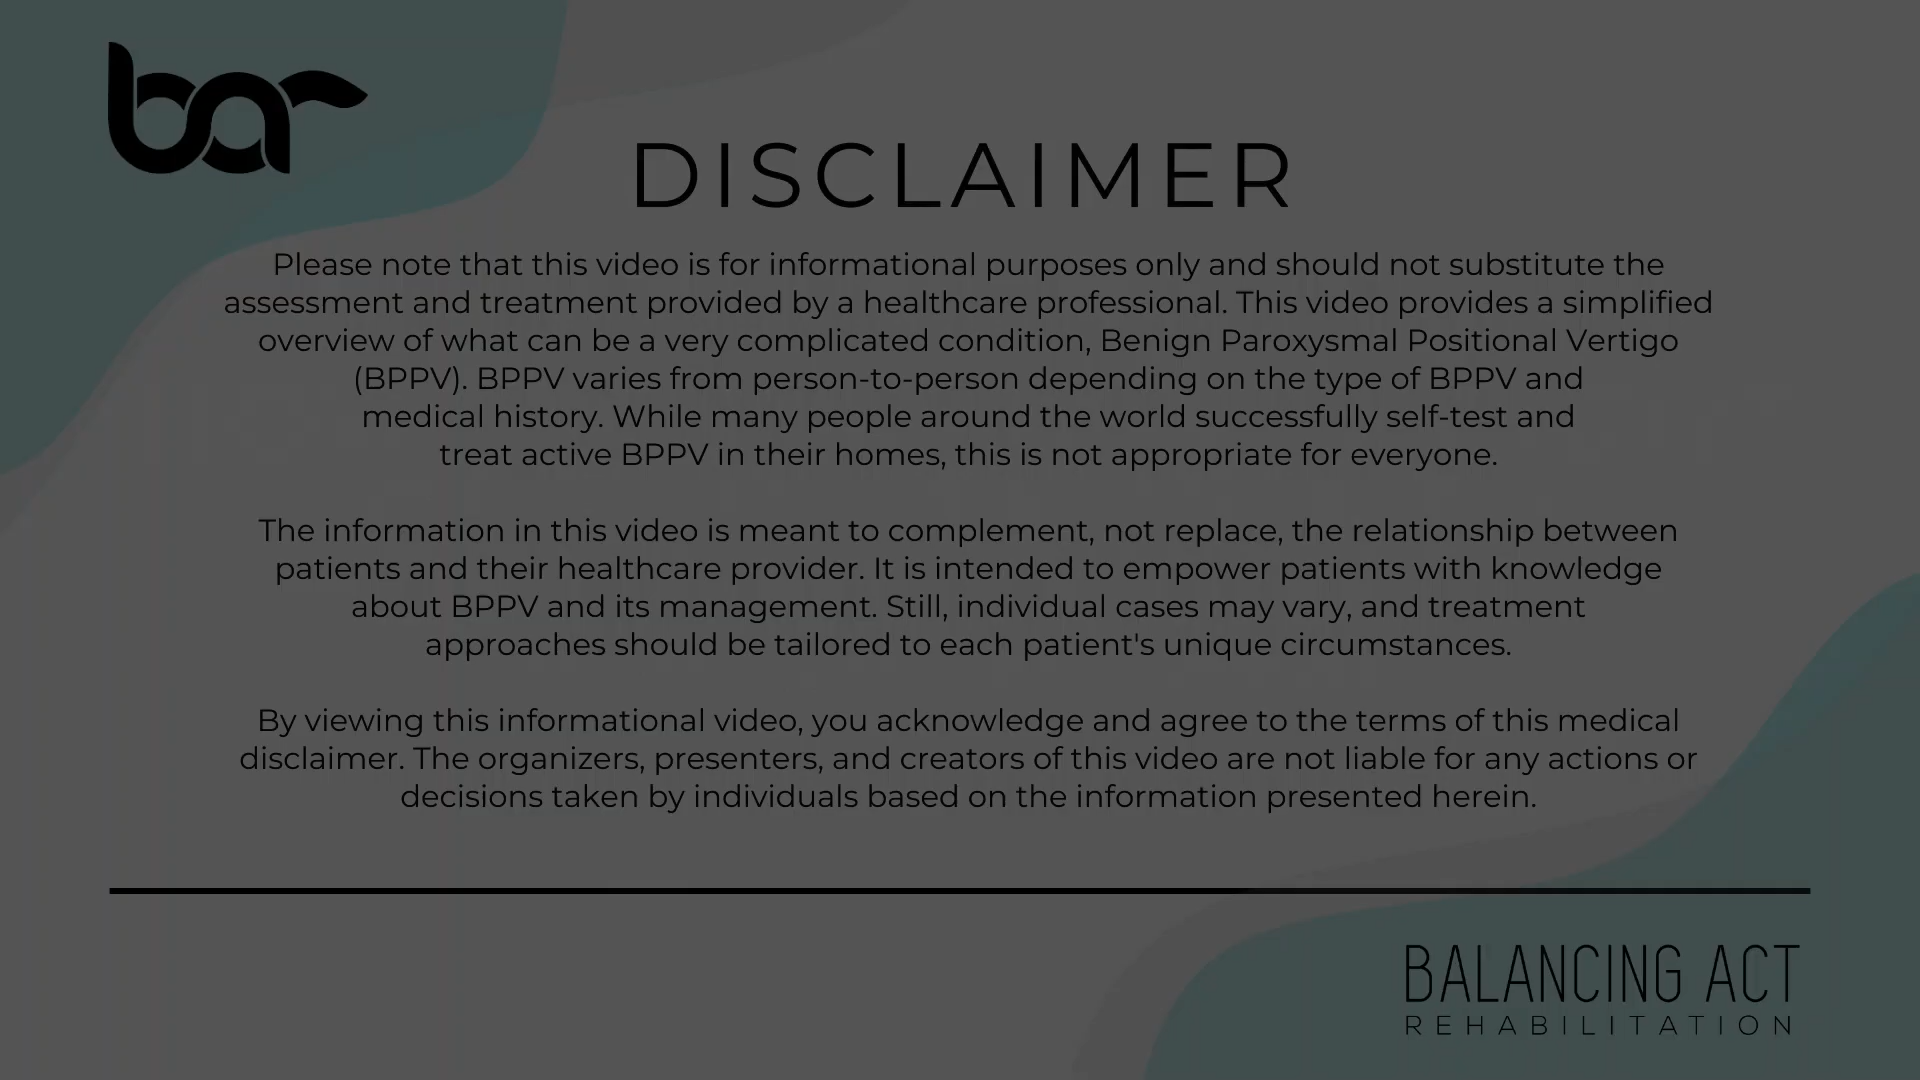 bar
DISCLAIMER
Please note that this video is for informational purposes only and should not substitute the
assessment and treatment provided by a healthcare professional. This video provides a simplified
overview of what can be a very complicated condition, Benign Paroxysmal Positional Vertigo
(BPPV). BPPV varies from person-to-person depending on the type of BPPV and
medical history. While many people around the world successfully self-test and
treat active BPPV in their homes, this is not appropriate for everyone.
The information in this video is meant to complement, not replace, the relationship between
patients and their healthcare provider. It is intended to empower patients with knowledge
about BPPV and its management. Still, individual cases may vary, and treatment
approaches should be tailored to each patient's unique circumstances.
By viewing this informational video, you acknowledge and agree to the terms of this medical
disclaimer. The organizers, presenters, and creators of this video are not liable for any actions or
decisions taken by individuals based on the information presented herein.
BALANCING ACT
REHABILITATION